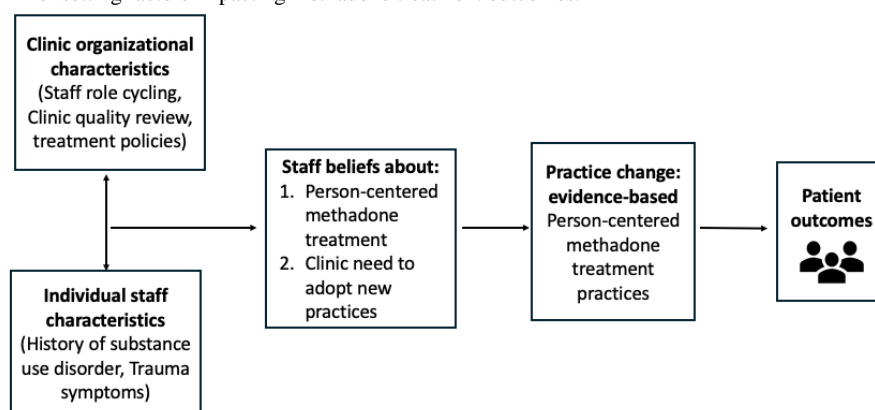 Clinic organizational
characteristics
(Staff role cycling,
Clinic quality review,
treatment policies)
Individual staff
characteristics
(History of substance
use disorder, Trauma
symptoms)
Staff beliefs about:
1. Person-centered
methadone
treatment
2. Clinic need to
adopt new
practices
Practice change:
evidence-based
Person-centered
methadone
treatment
practices
Patient
outcomes